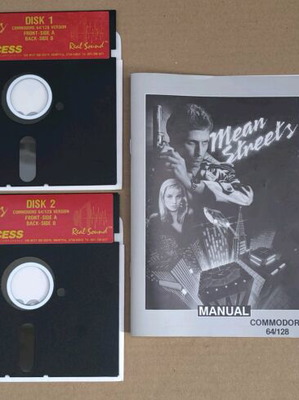 DISK 1
COMMODORE 64/128 VERSION
FRONT-SIDE A
BACK-SIDE B
Real Sound
CESS
DISK 2
COMMODORE 64/128 VERSION
FRONT-SIDE A
BACK-SIDE B
Real Sound
CESS
Mean
Streets
MANUAL
COMMODOR
64/128